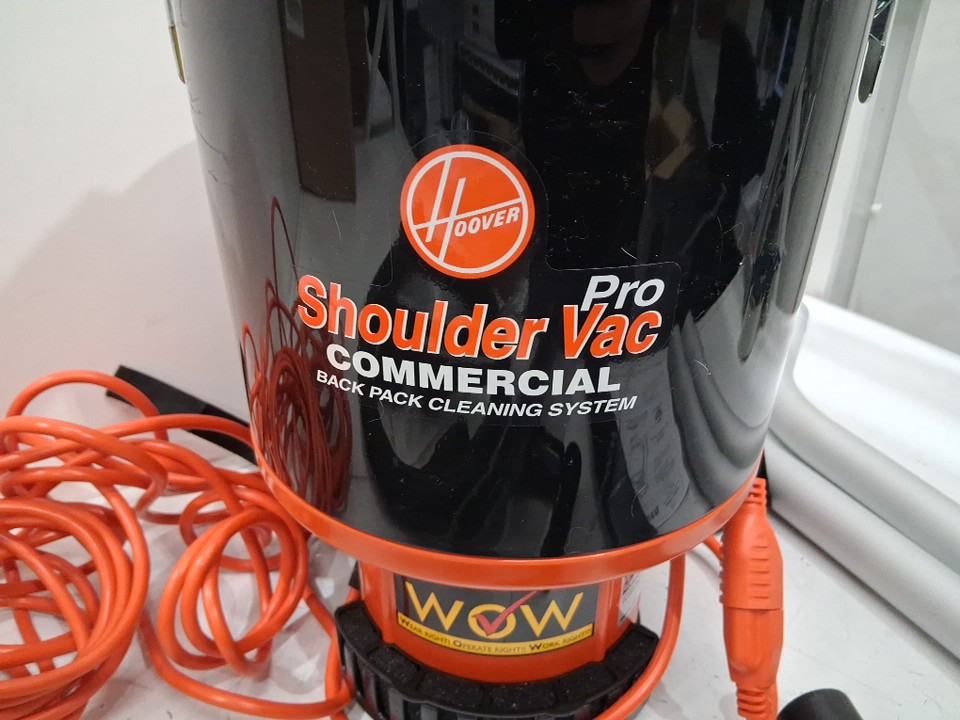 HOOVER
Pro
Shoulder Vac
COMMERCIAL
BACK PACK CLEANING SYSTEM
WOW
WEAR RIGHT! OPERATE RIGHT!! WORK RIGHT!!!